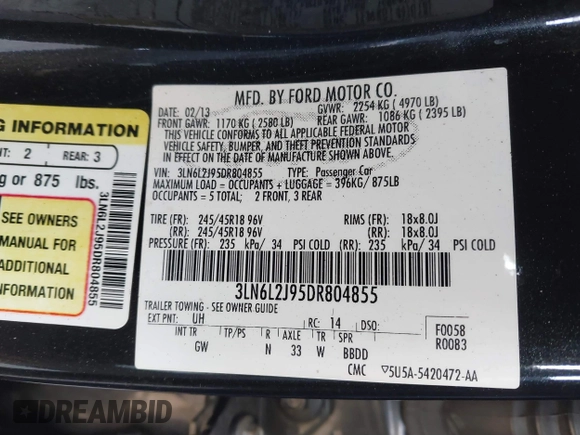 MFD. BY FORD MOTOR CO.
DATE: 02/13 GVWR: 2254 KG ( 4970 LB)
FRONT GAWR: 1170 KG ( 2580 LB) REAR GAWR: 1086 KG ( 2395 LB)
THIS VEHICLE CONFORMS TO ALL APPLICABLE FEDERAL MOTOR
VEHICLE SAFETY, BUMPER, AND THEFT PREVENTION STANDARDS
IN EFFECT ON THE DATE OF MANUFACTURE SHOWN ABOVE.
VIN: 3LN6L2J95DR804855 TYPE: Passenger Car
MAXIMUM LOAD = OCCUPANTS + LUGGAGE = 396KG/ 875LB
OCCUPANTS = 5 TOTAL; 2 FRONT, 3 REAR
TIRE (FR): 245/45R18 96V RIMS (FR): 18x8.0J
(RR): 245/45R18 96V (RR): 18x8.0J
PRESSURE (FR): 235 kPa/ 34 PSI COLD (RR): 235 kPa/ 34 PSI COLD
3LN6L2J95DR804855
TRAILER TOWING - SEE OWNER GUIDE
EXT PNT: UH RC: 14 DSO: F0058
INT TR TP/PS R AXLE TR SPR R0083
GW N 33 W BBDD
CMC ▽5U5A-5420472-AA
G INFORMATION
NT: 2 REAR: 3
g or 875 lbs.
SEE OWNERS
MANUAL FOR
ADDITIONAL
INFORMATION
3LN6L2J95DR804855
DREAMBID